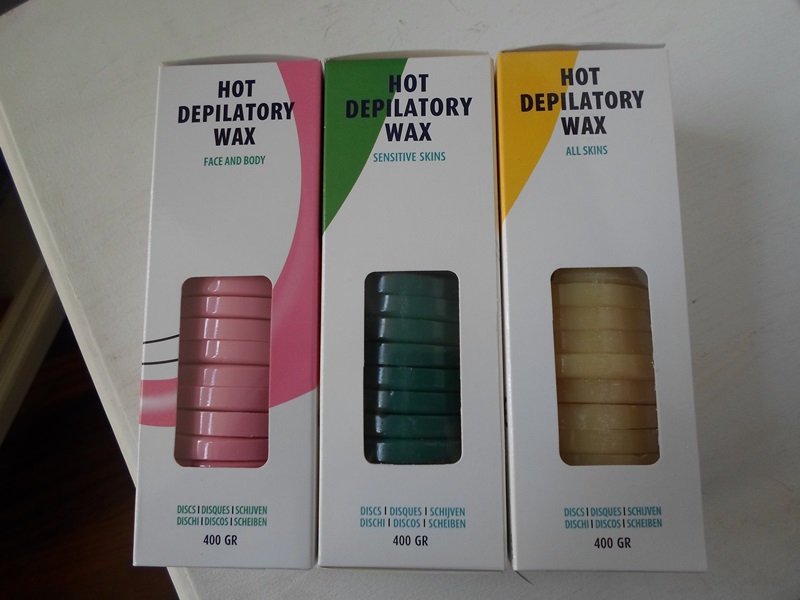 HOT
DEPILATORY
WAX
FACE AND BODY
DISCS | DISQUES | SCHIJVEN
DISCHI | DISCOS | SCHEIBEN
400 GR
HOT
DEPILATORY
WAX
SENSITIVE SKINS
DISCS | DISQUES | SCHIJVEN
DISCHI | DISCOS | SCHEIBEN
400 GR
HOT
DEPILATORY
WAX
ALL SKINS
DISCS | DISQUES | SCHIJVEN
DISCHI | DISCOS | SCHEIBEN
400 GR